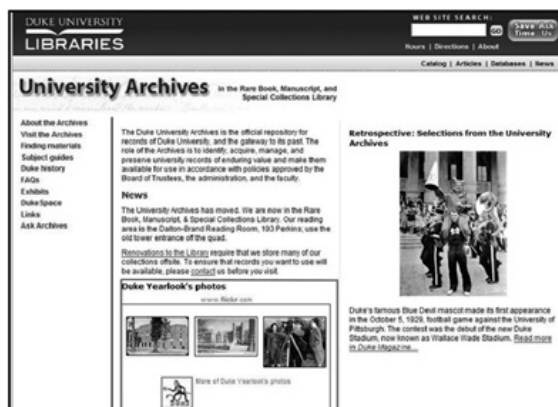 DUKE UNIVERSITY
LIBRARIES
WEB SITE SEARCH:
GO
Save Ask
Time Us
Hours | Directions | About
Catalog | Articles | Databases | News
University Archives
in the Rare Book, Manuscript, and
Special Collections Library
About the Archives
Visit the Archives
Finding materials
Subject guides
Duke history
FAQs
Exhibits
DukeSpace
Links
Ask Archives
The Duke University Archives is the official repository for
records of Duke University, and the gateway to its past. The
role of the Archives is to identify, acquire, manage, and
preserve university records of enduring value and make them
available for use in accordance with policies approved by the
Board of Trustees, the administration, and the faculty.
News
The University Archives has moved. We are now in the Rare
Book, Manuscript, & Special Collections Library. Our reading
area is the Dalton-Brand Reading Room, 103 Perkins; use the
old tower entrance off the quad.
Renovations to the Library require that we store many of our
collections offsite. To ensure that records you want to use will
be available, please contact us before you visit.
Duke Yearlook's photos
www.flickr.com
More of Duke Yearlook's photos
Retrospective: Selections from the University
Archives
Duke's famous Blue Devil mascot made its first appearance
in the October 5, 1929, football game against the University of
Pittsburgh. The contest was the debut of the new Duke
Stadium, now known as Wallace Wade Stadium. Read more
in Duke Magazine...